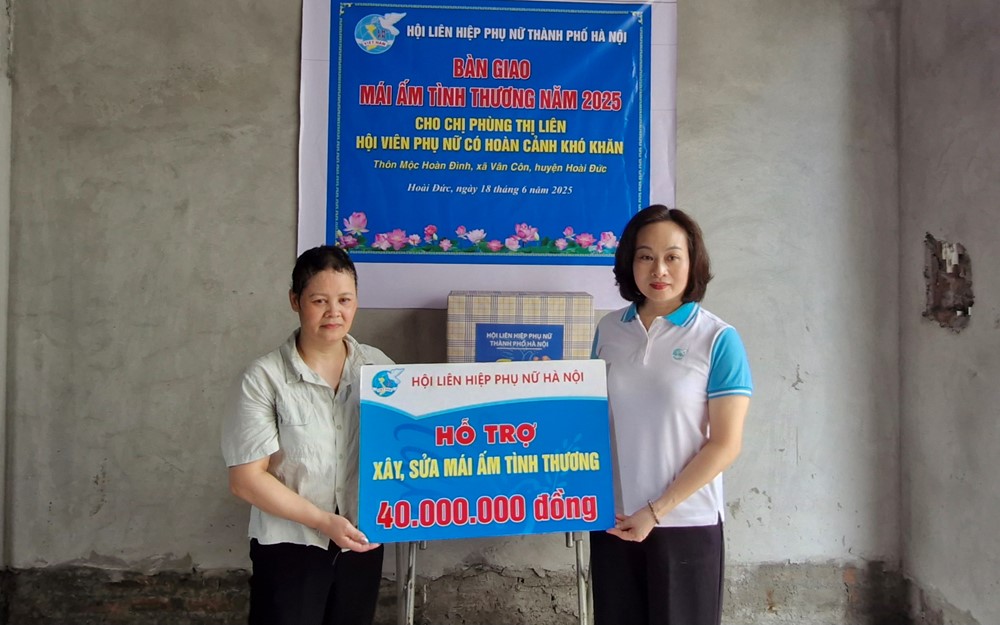 HỘI LIÊN HIỆP PHỤ NỮ THÀNH PHỐ HÀ NỘI
BÀN GIAO
MÁI ẤM TÌNH THƯƠNG NĂM 2025
CHO CHỊ PHÙNG THỊ LIÊN
HỘI VIÊN PHỤ NỮ CÓ HOÀN CẢNH KHÓ KHĂN
Thôn Mộc Hoàn Đình, xã Vân Côn, huyện Hoài Đức
Hoài Đức, ngày 18 tháng 6 năm 2025
HỘI LIÊN HIỆP PHỤ NỮ
THÀNH PHỐ HÀ NỘI
HỘI LIÊN HIỆP PHỤ NỮ HÀ NỘI
HỖ TRỢ
XÂY, SỬA MÁI ẤM TÌNH THƯƠNG
40.000.000 đồng